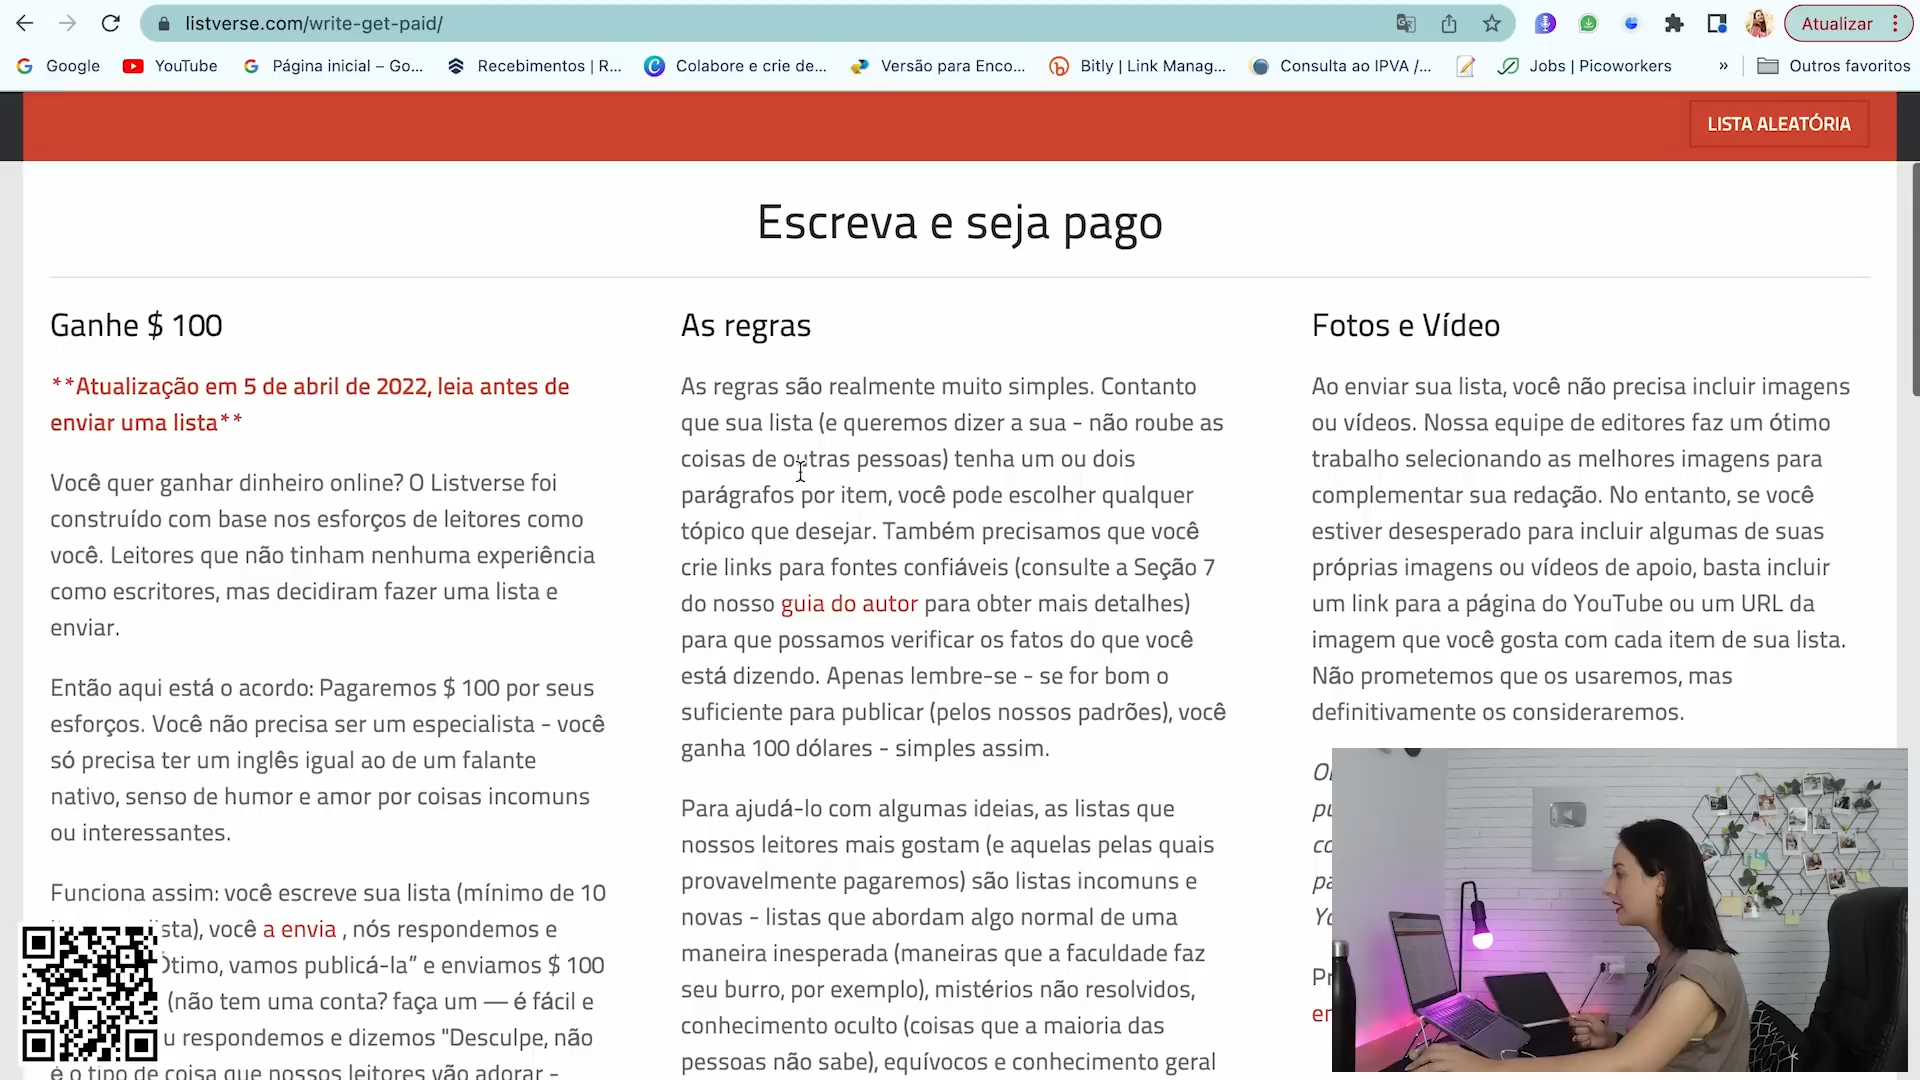 listverse.com/write-get-paid/
Atualizar
Google
YouTube
Página inicial – Go...
Recebimentos | R...
Colabore e crie de...
Versão para Enco...
Bitly | Link Manag...
Consulta ao IPVA /...
Jobs | Picoworkers
»
Outros favoritos
LISTA ALEATÓRIA
Escreva e seja pago
Ganhe $ 100
**Atualização em 5 de abril de 2022, leia antes de
enviar uma lista**
Você quer ganhar dinheiro online? O Listverse foi
construído com base nos esforços de leitores como
você. Leitores que não tinham nenhuma experiência
como escritores, mas decidiram fazer uma lista e
enviar.
Então aqui está o acordo: Pagaremos $ 100 por seus
esforços. Você não precisa ser um especialista - você
só precisa ter um inglês igual ao de um falante
nativo, senso de humor e amor por coisas incomuns
ou interessantes.
Funciona assim: você escreve sua lista (mínimo de 10
você a envia , nós respondemos e
vamos publicá-la” e enviamos $ 100
(não tem uma conta? faça um — é fácil e
respondemos e dizemos "Desculpe, não
é o tipo de coisa que nossos leitores vão adorar -
As regras
As regras são realmente muito simples. Contanto
que sua lista (e queremos dizer a sua - não roube as
coisas de outras pessoas) tenha um ou dois
parágrafos por item, você pode escolher qualquer
tópico que desejar. Também precisamos que você
crie links para fontes confiáveis (consulte a Seção 7
do nosso guia do autor para obter mais detalhes)
para que possamos verificar os fatos do que você
está dizendo. Apenas lembre-se - se for bom o
suficiente para publicar (pelos nossos padrões), você
ganha 100 dólares - simples assim.
Para ajudá-lo com algumas ideias, as listas que
nossos leitores mais gostam (e aquelas pelas quais
provavelmente pagaremos) são listas incomuns e
novas - listas que abordam algo normal de uma
maneira inesperada (maneiras que a faculdade faz
seu burro, por exemplo), mistérios não resolvidos,
conhecimento oculto (coisas que a maioria das
pessoas não sabe), equívocos e conhecimento geral
Fotos e Vídeo
Ao enviar sua lista, você não precisa incluir imagens
ou vídeos. Nossa equipe de editores faz um ótimo
trabalho selecionando as melhores imagens para
complementar sua redação. No entanto, se você
estiver desesperado para incluir algumas de suas
próprias imagens ou vídeos de apoio, basta incluir
um link para a página do YouTube ou um URL da
imagem que você gosta com cada item de sua lista.
Não prometemos que os usaremos, mas
definitivamente os consideraremos.